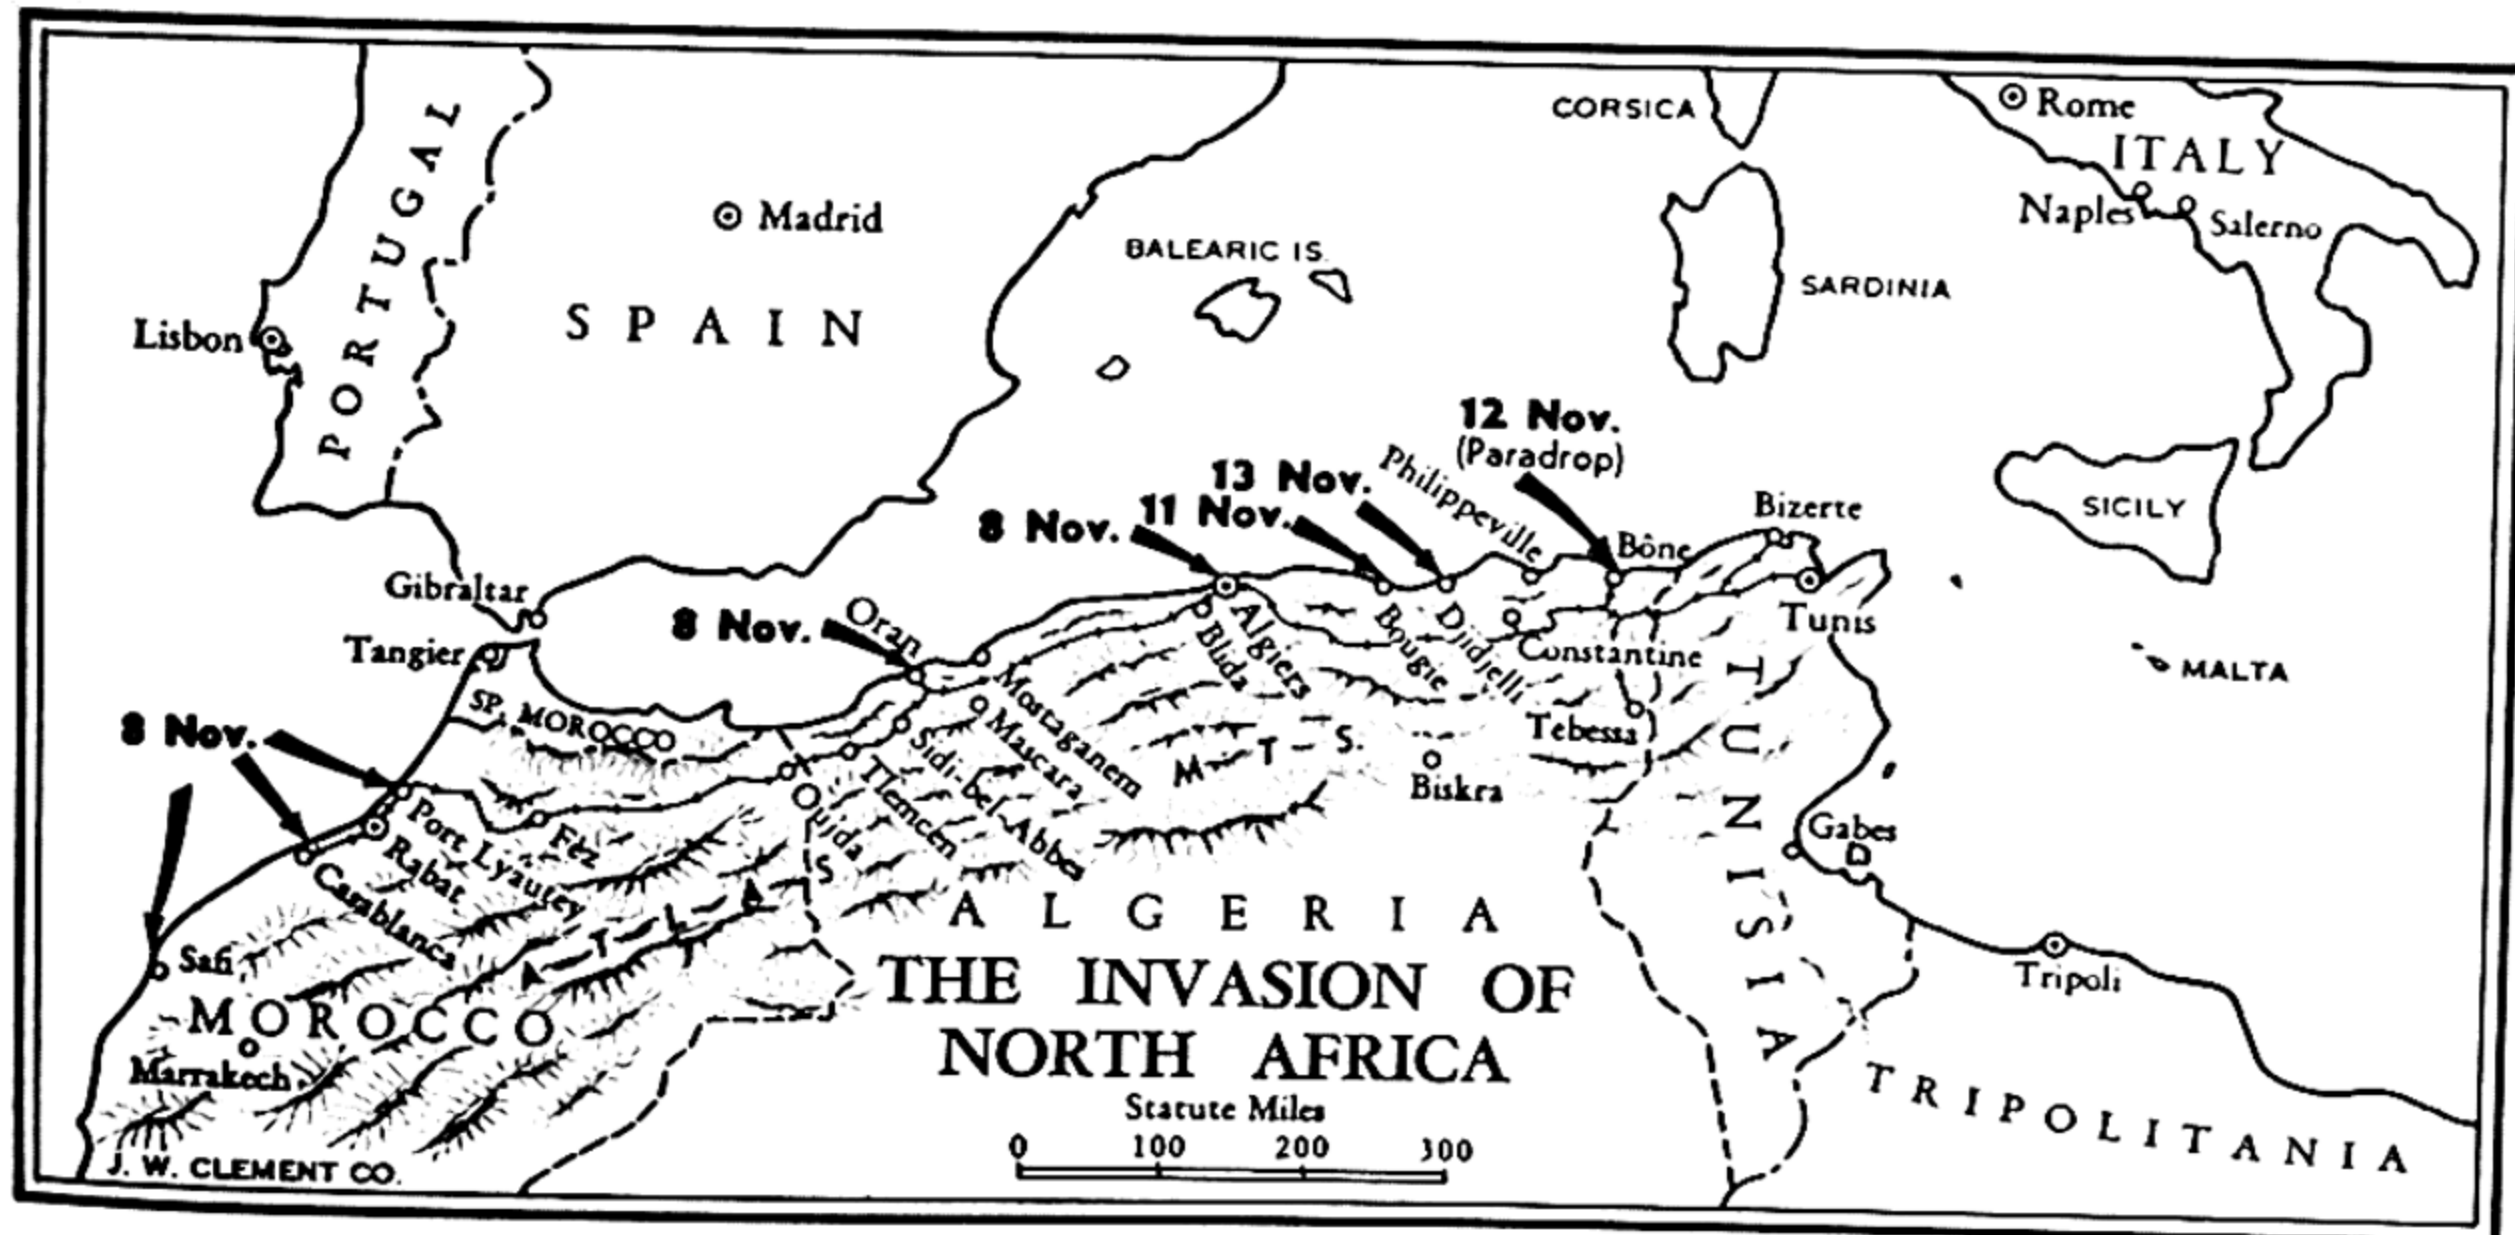 PORTUGAL
Madrid
SPAIN
Lisbon
BALEARIC IS.
CORSICA
SARDINIA
Rome
ITALY
Naples
Salerno
SICILY
MALTA
12 Nov.
(Paradrop)
13 Nov.
11 Nov.
8 Nov.
8 Nov.
8 Nov.
Philippeville
Bône
Bizerte
Tunis
Gibraltar
Tangier
SP. MOROCCO
Oran
Algiers
Blida
Bougie
Djidjelli
Constantine
Tebessa
Biskra
Mostaganem
Mascara
Sidi-bel-Abbes
Tlemcen
Oujda
Fez
Port Lyautey
Rabat
Casablanca
Safi
MOROCCO
Marrakech
ATLAS
MTS.
ALGERIA
TUNISIA
Gabes
Tripoli
TRIPOLITANIA
THE INVASION OF
NORTH AFRICA
Statute Miles
0 100 200 300
J. W. CLEMENT CO.